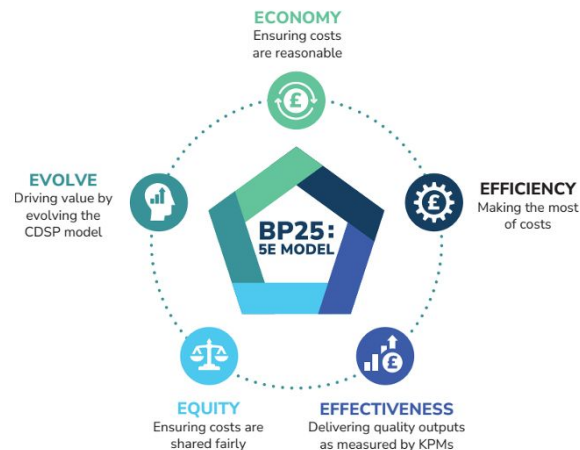 ECONOMY
Ensuring costs
are reasonable
£
EVOLVE
Driving value by
evolving the
CDSP model
£
EFFICIENCY
Making the most
of costs
BP25:
5E MODEL
£
EQUITY
Ensuring costs are
shared fairly
EFFECTIVENESS
Delivering quality outputs
as measured by KPMs